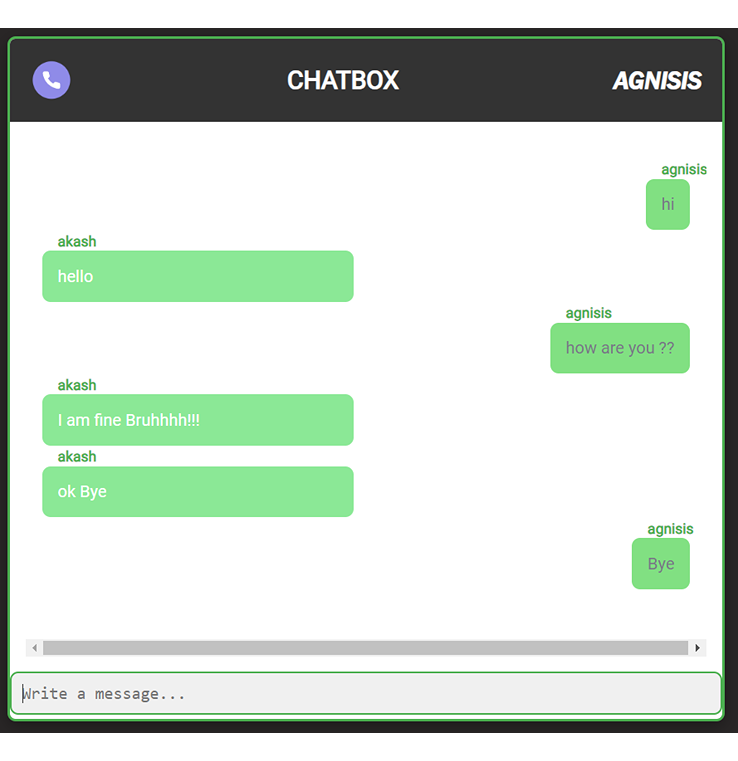 CHATBOX
AGNISIS
agnisis
hi
akash
hello
agnisis
how are you ??
akash
I am fine Bruhhhh!!!
akash
ok Bye
agnisis
Bye
Write a message...